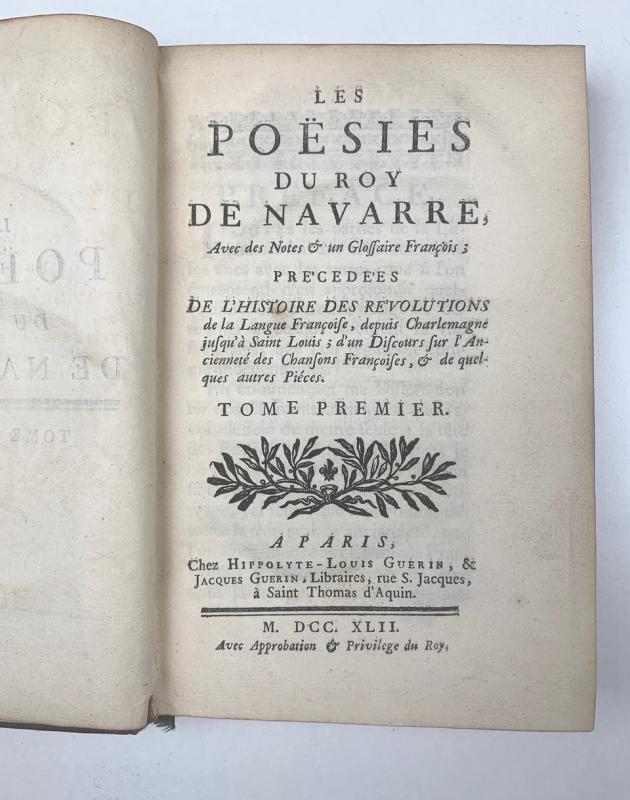 LES
POËSIES
DU ROY
DE NAVARRE,
Avec des Notes & un Gloſſaire François ;
PRÉCÉDÉES
DE L'HISTOIRE DES RÉVOLUTIONS
de la Langue Françoiſe, depuis Charlemagne
juſqu'à Saint Louis ; d'un Diſcours ſur l'An-
cienneté des Chanſons Françoiſes, & de quel-
ques autres Piéces.
TOME PREMIER.
A PARIS,
Chez HIPPOLYTE-LOUIS GUERIN, &
JACQUES GUERIN, Libraires, rue S. Jacques,
à Saint Thomas d'Aquin.
M. DCC. XLII.
Avec Approbation & Privilege du Roy.